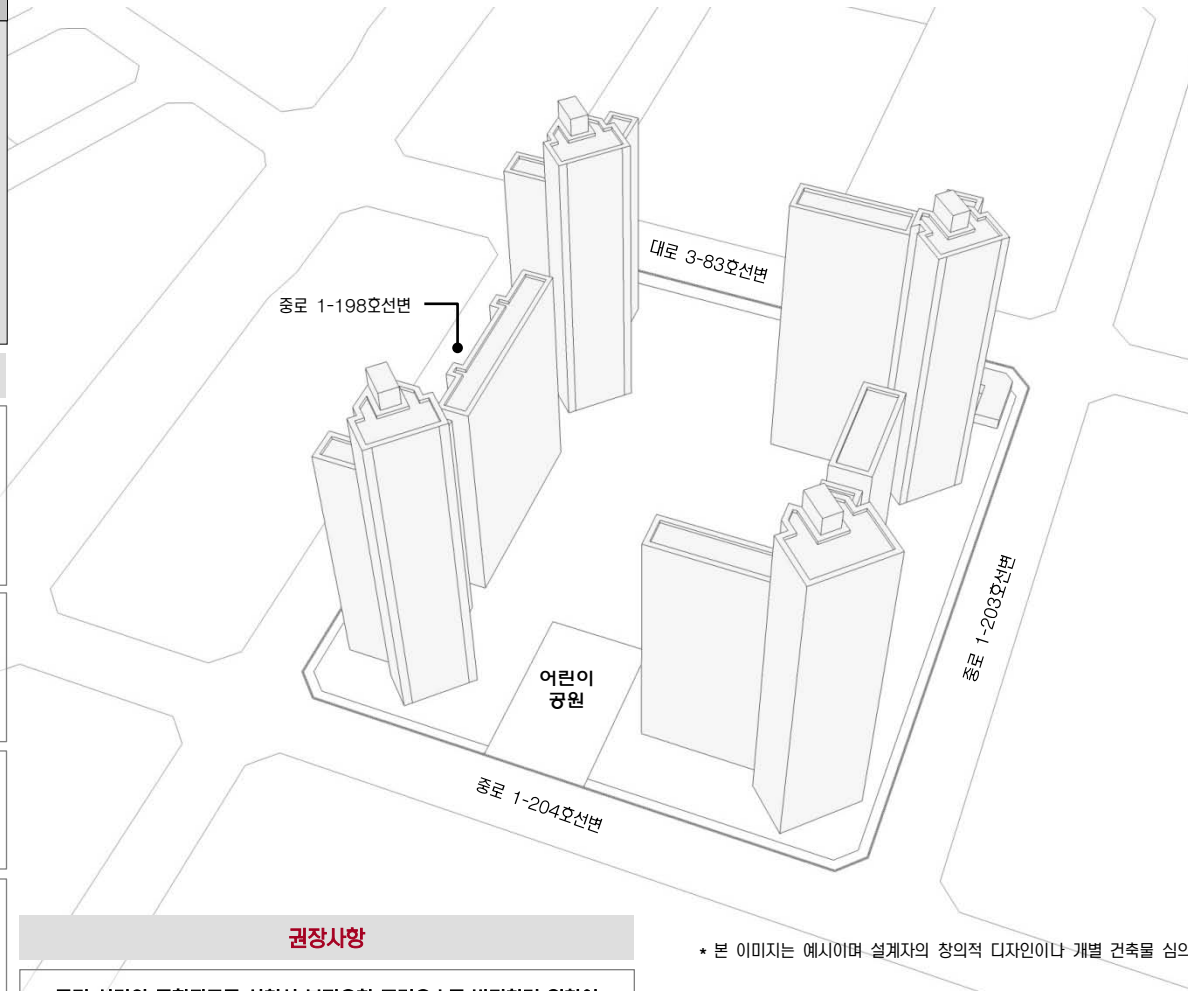 대로 3-83호선변
중로 1-198호선변
중로 1-203호선변
어린이
공원
중로 1-204호선변
권장사항
* 본 이미지는 예시이며 설계자의 창의적 디자인이나 개별 건축물 심의